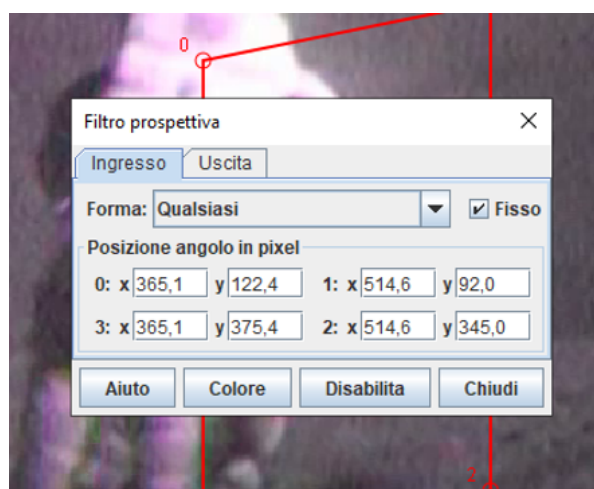 0
Filtro prospettiva
Ingresso Uscita
Forma: Qualsiasi Fisso
Posizione angolo in pixel
0: x 365,1 y 122,4 1: x 514,6 y 92,0
3: x 365,1 y 375,4 2: x 514,6 y 345,0
Aiuto Colore Disabilita Chiudi
2